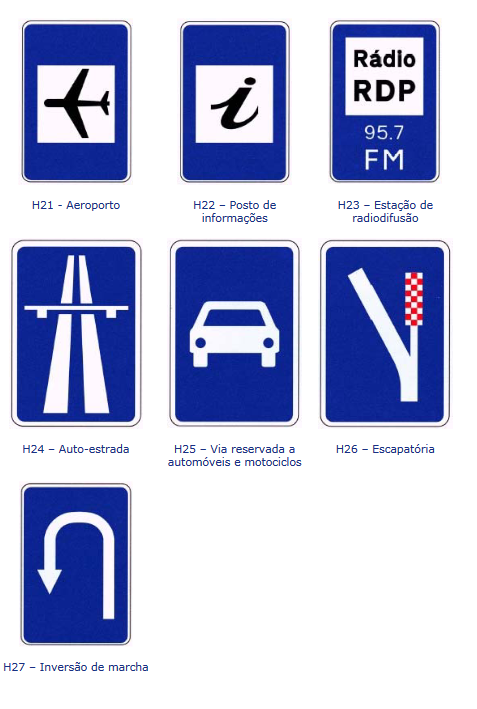 i
Rádio
RDP
95.7
FM
H21 - Aeroporto
H22 – Posto de
informações
H23 – Estação de
radiodifusão
H24 – Auto-estrada
H25 – Via reservada a
automóveis e motociclos
H26 – Escapatória
H27 – Inversão de marcha